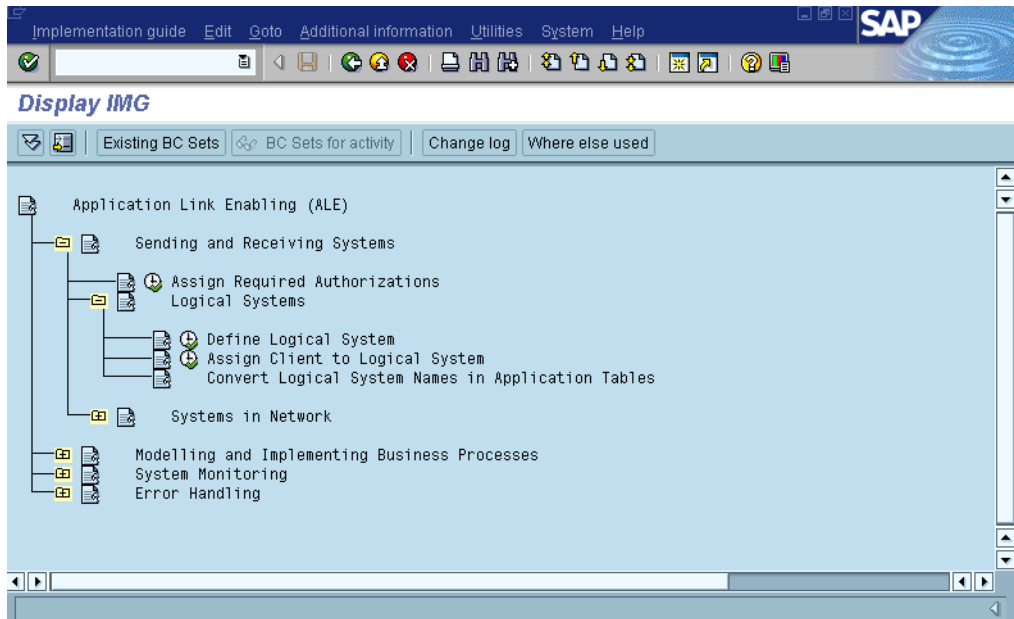 Implementation guide Edit Goto Additional information Utilities System Help
SAP
Display IMG
Existing BC Sets BC Sets for activity Change log Where else used
Application Link Enabling (ALE)
Sending and Receiving Systems
Assign Required Authorizations
Logical Systems
Define Logical System
Assign Client to Logical System
Convert Logical System Names in Application Tables
Systems in Network
Modelling and Implementing Business Processes
System Monitoring
Error Handling